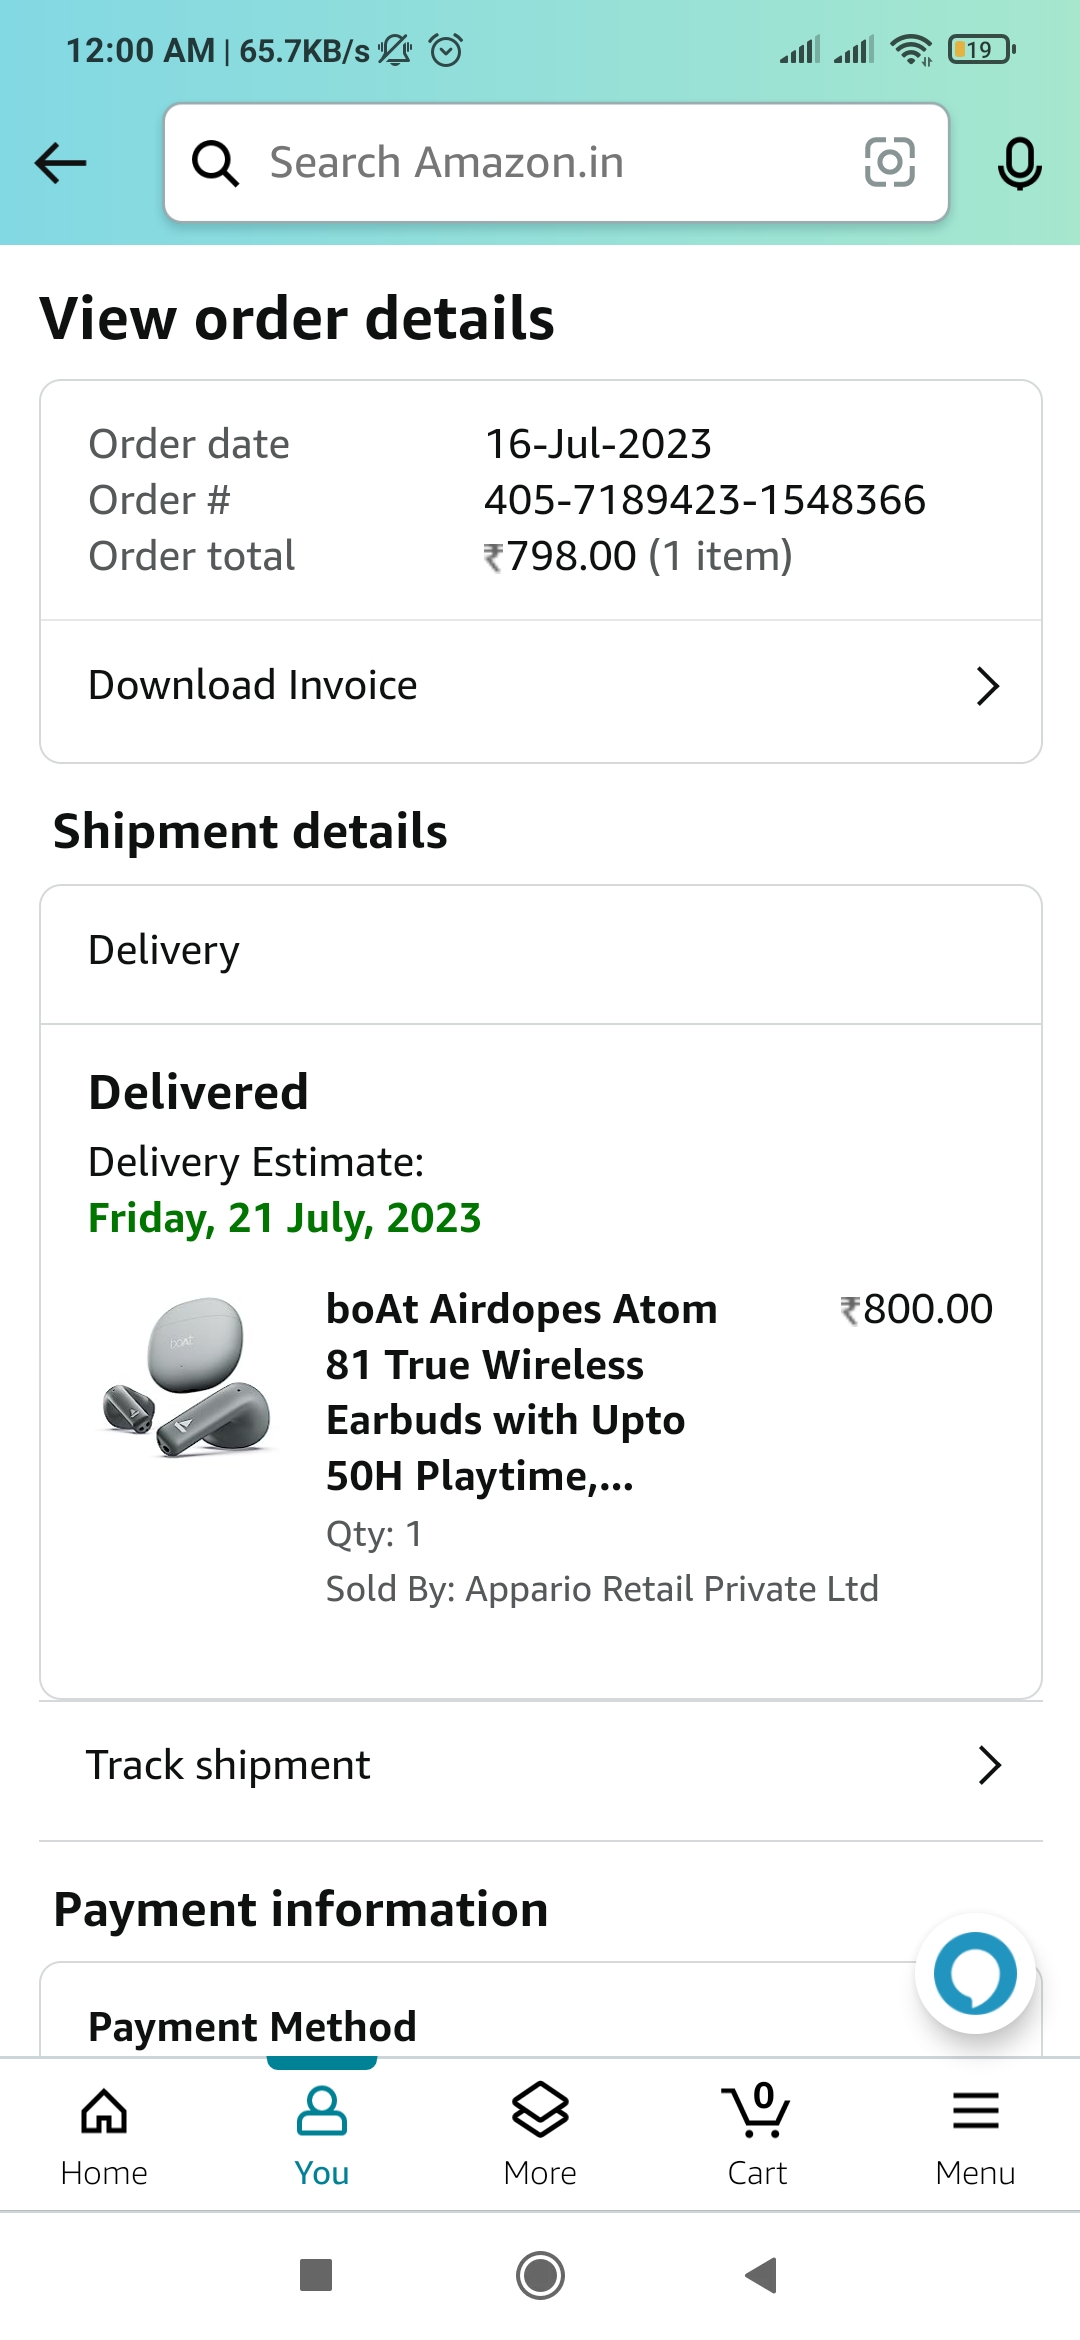 12:00 AM | 65.7KB/s
19
Search Amazon.in
View order details
Order date 16-Jul-2023
Order # 405-7189423-1548366
Order total ₹798.00 (1 item)
Download Invoice
Shipment details
Delivery
Delivered
Delivery Estimate:
Friday, 21 July, 2023
boAt
boAt Airdopes Atom ₹800.00
81 True Wireless
Earbuds with Upto
50H Playtime,...
Qty: 1
Sold By: Appario Retail Private Ltd
Track shipment
Payment information
Payment Method
0
Home You More Cart Menu